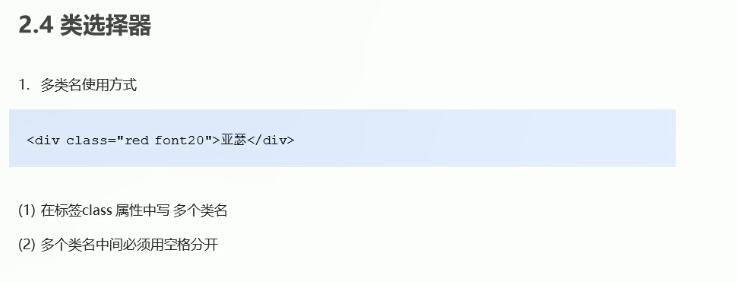 2.4 类选择器
1. 多类名使用方式
<div class="red font20">亚瑟</div>
(1) 在标签class 属性中写 多个类名
(2) 多个类名中间必须用空格分开